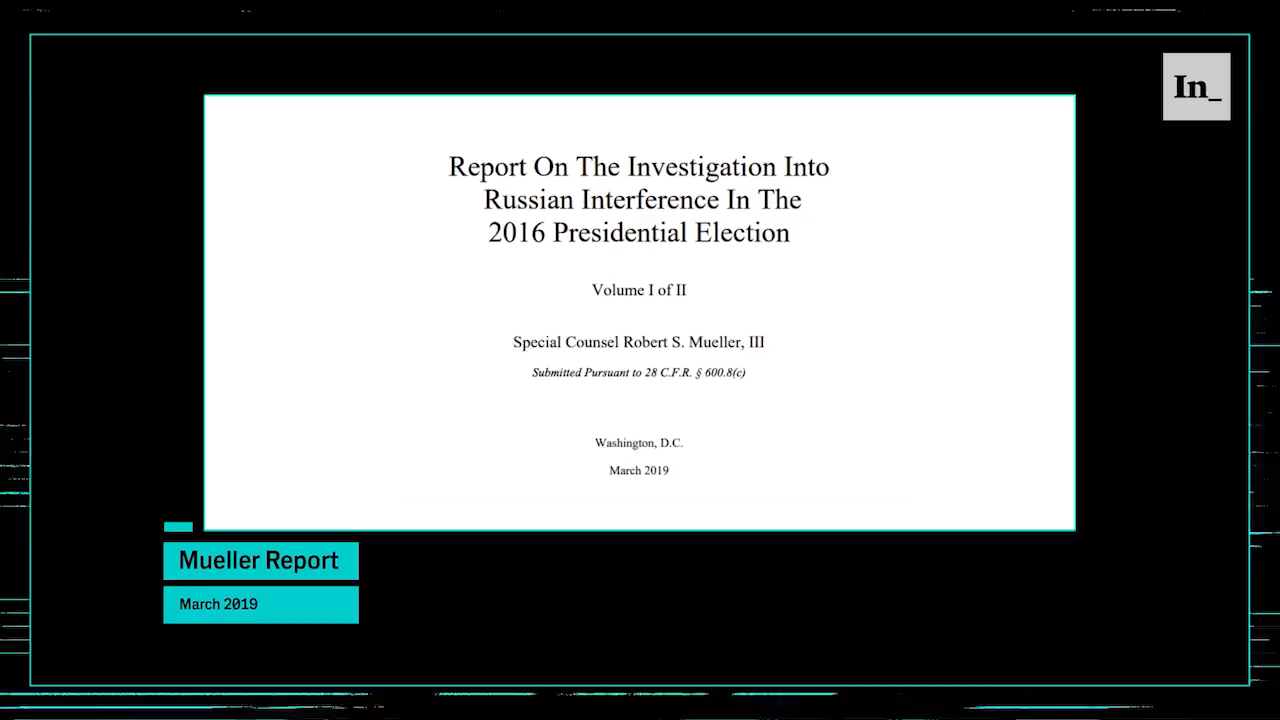 In_
Report On The Investigation Into
Russian Interference In The
2016 Presidential Election
Volume I of II
Special Counsel Robert S. Mueller, III
Submitted Pursuant to 28 C.F.R. § 600.8(c)
Washington, D.C.
March 2019
Mueller Report
March 2019